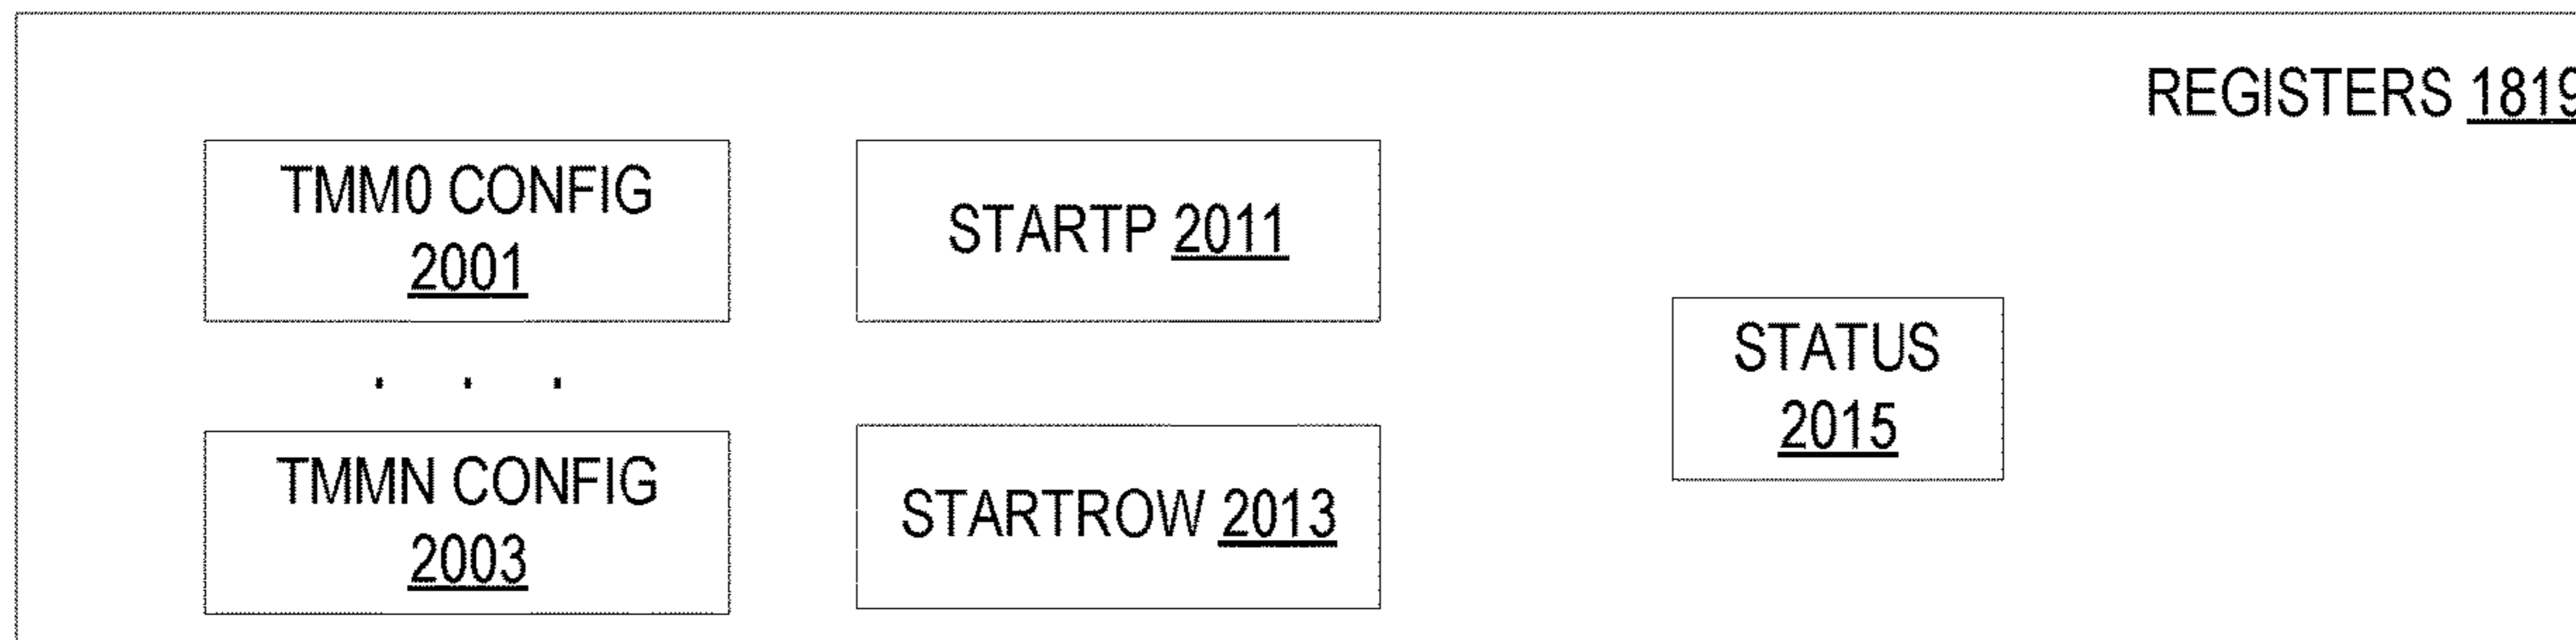 REGISTERS 1819
TMM0 CONFIG
2001
STARTP 2011
STATUS
2015
. . .
TMMN CONFIG
2003
STARTROW 2013